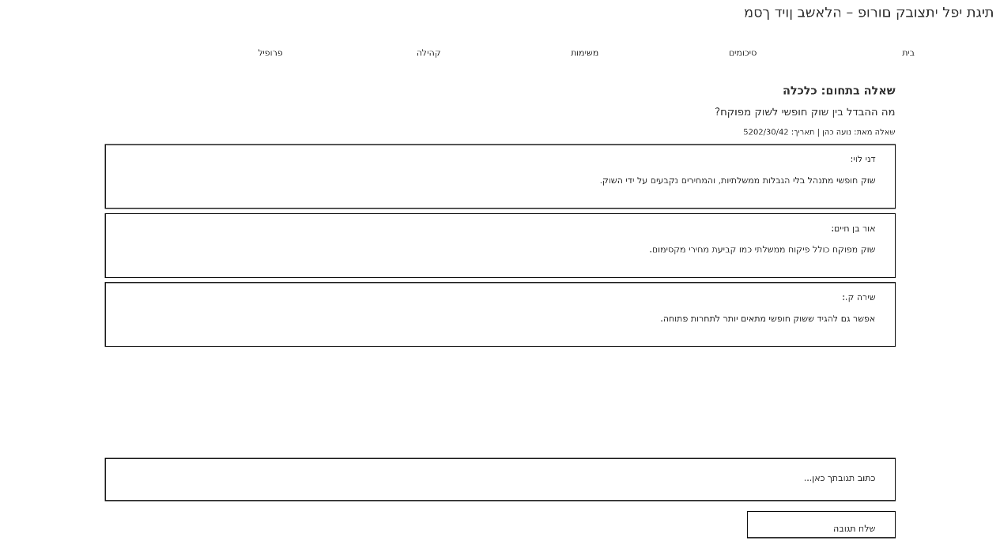 תיגת יפל יתצובק םורופ – הלאשב ןויד ךסמ
בית סיכומים משימות קהילה פרופיל
שאלה בתחום: כלכלה
מה ההבדל בין שוק חופשי לשוק מפוקח?
שאלה מאת: נועה כהן | תאריך: 5202/30/42
דני לוי:
שוק חופשי מתנהל בלי הגבלות ממשלתיות, והמחירים נקבעים על ידי השוק.
אור בן חיים:
שוק מפוקח כולל פיקוח ממשלתי כמו קביעת מחירי מקסימום.
שירה ק.:
אפשר גם להגיד ששוק חופשי מתאים יותר לתחרות פתוחה.
כתוב תגובתך כאן...
שלח תגובה